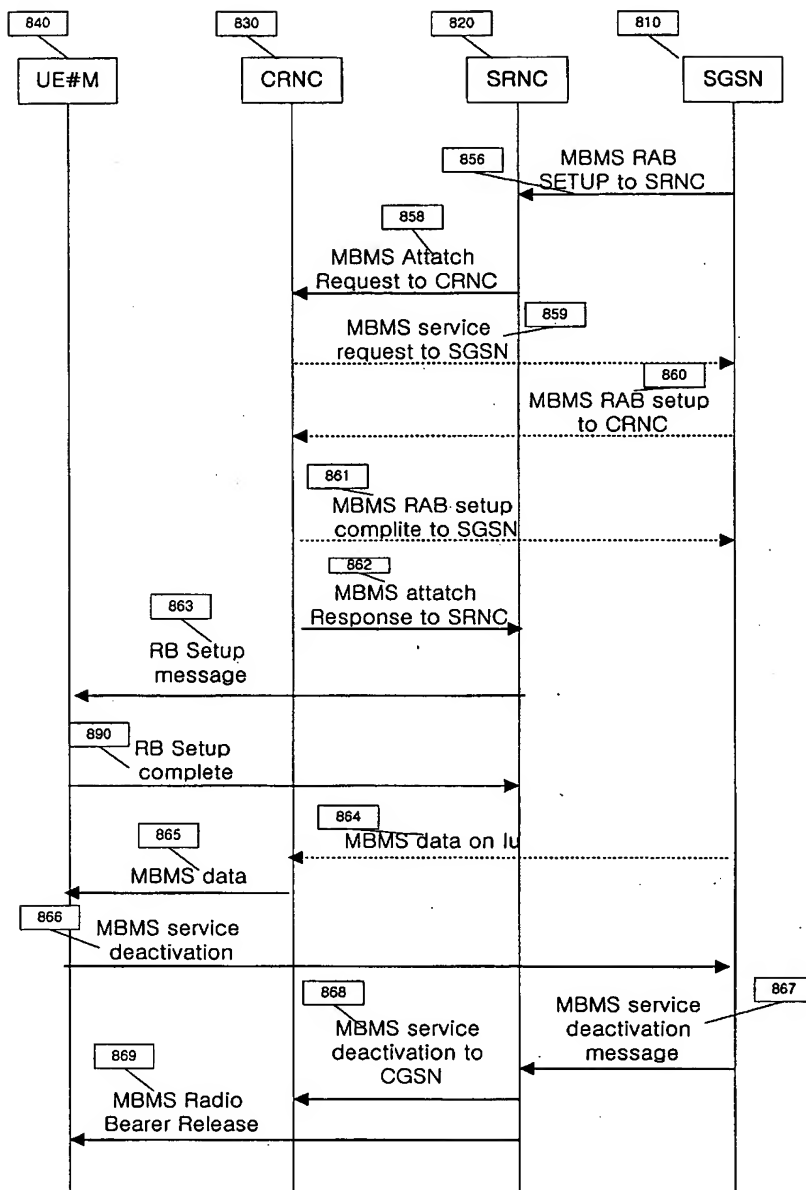 840
830
820
810
UE#M
CRNC
SRNC
SGSN
856
MBMS RAB
SETUP to SRNC
858
MBMS Attatch
Request to CRNC
859
MBMS service
request to SGSN
860
MBMS RAB setup
to CRNC
861
MBMS RAB setup
complite to SGSN
862
MBMS attatch
Response to SRNC
863
RB Setup
message
890
RB Setup
complete
864
MBMS data on Iu
865
MBMS data
866
MBMS service
deactivation
867
MBMS service
deactivation
message
868
MBMS service
deactivation to
CGSN
869
MBMS Radio
Bearer Release